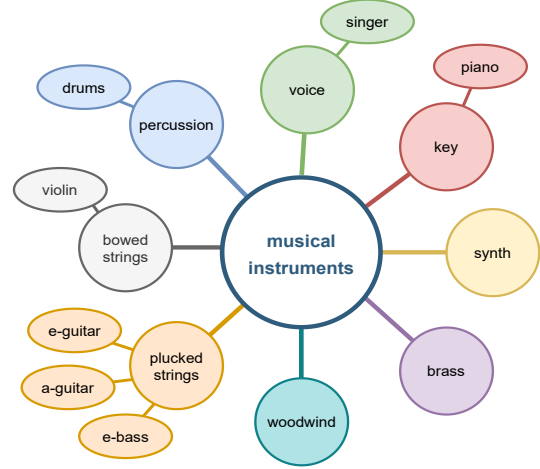 singer
piano
drums
voice
percussion
key
violin
bowed
strings
musical
instruments
synth
e-guitar
plucked
strings
a-guitar
brass
e-bass
woodwind